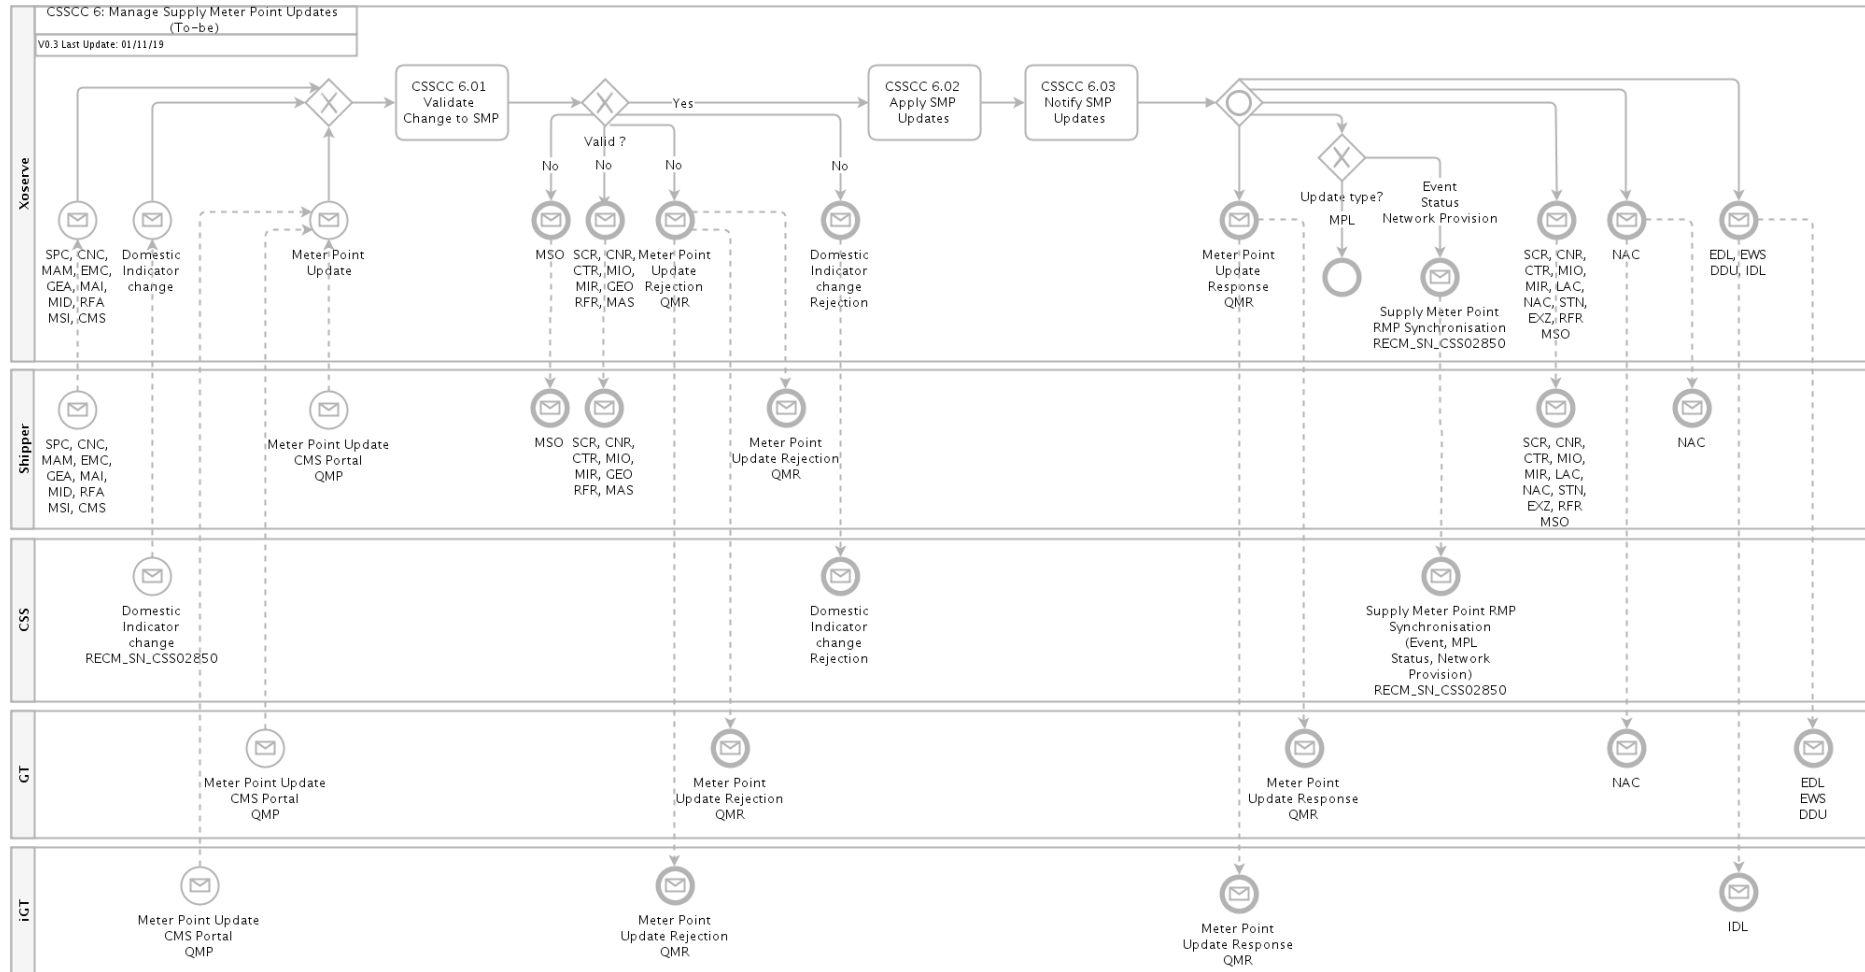 CSSCC 6: Manage Supply Meter Point Updates
(To-be)
V0.3 Last Update: 01/11/19
Xoserve
CSSCC 6.01
Validate
Change to SMP
Valid ?
Yes
No
No
No
No
CSSCC 6.02
Apply SMP
Updates
CSSCC 6.03
Notify SMP
Updates
Update type?
MPL
Event
Status
Network Provision
SPC, CNC,
MAM, EMC,
GEA, MAI,
MID, RFA
MSI, CMS
Domestic
Indicator
change
Meter Point
Update
MSO
SCR, CNR,
CTR, MIO,
MIR, GEO
RFR, MAS
Meter Point
Update
Rejection
QMR
Domestic
Indicator
change
Rejection
Meter Point
Update
Response
QMR
Supply Meter Point
RMP Synchronisation
RECM_SN_CSS02850
SCR, CNR,
CTR, MIO,
MIR, LAC,
NAC, STN,
EXZ, RFR
MSO
NAC
EDL, EWS
DDU, IDL
Shipper
SPC, CNC,
MAM, EMC,
GEA, MAI,
MID, RFA
MSI, CMS
Meter Point Update
CMS Portal
QMP
MSO
SCR, CNR,
CTR, MIO,
MIR, GEO
RFR, MAS
Meter Point
Update Rejection
QMR
SCR, CNR,
CTR, MIO,
MIR, LAC,
NAC, STN,
EXZ, RFR
MSO
NAC
CSS
Domestic
Indicator
change
RECM_SN_CSS02850
Domestic
Indicator
change
Rejection
Supply Meter Point RMP
Synchronisation
(Event, MPL
Status, Network
Provision)
RECM_SN_CSS02850
GT
Meter Point Update
CMS Portal
QMP
Meter Point
Update Rejection
QMR
Meter Point
Update Response
QMR
NAC
EDL
EWS
DDU
iGT
Meter Point Update
CMS Portal
QMP
Meter Point
Update Rejection
QMR
Meter Point
Update Response
QMR
IDL